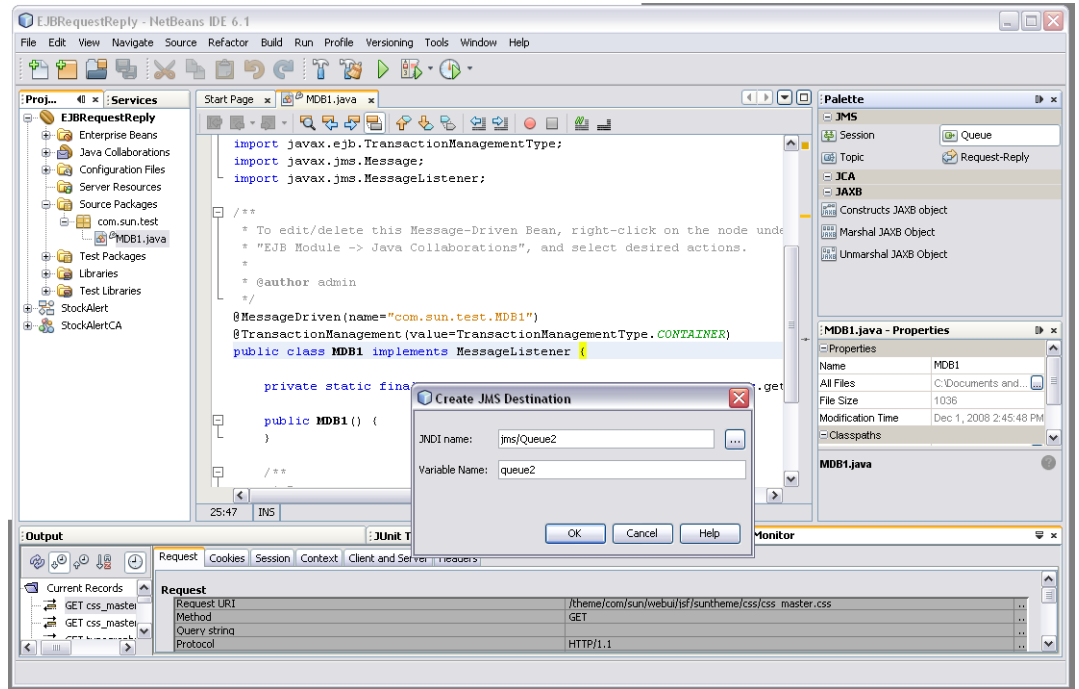 EJBRequestReply - NetBeans IDE 6.1
File Edit View Navigate Source Refactor Build Run Profile Versioning Tools Window Help
Proj... Services
EJBRequestReply
Enterprise Beans
Java Collaborations
Configuration Files
Server Resources
Source Packages
com.sun.test
MDB1.java
Test Packages
Libraries
Test Libraries
StockAlert
StockAlertCA
Start Page MDB1.java
import javax.ejb.TransactionManagementType;
import javax.jms.Message;
import javax.jms.MessageListener;
/**
* To edit/delete this Message-Driven Bean, right-click on the node unde
* "EJB Module -> Java Collaborations", and select desired actions.
*
* @author admin
*/
@MessageDriven(name="com.sun.test.MDB1")
@TransactionManagement(value=TransactionManagementType.CONTAINER)
public class MDB1 implements MessageListener {
private static fina
.get
public MDB1() {
}
/**
25:47 INS
Palette
JMS
Session Queue
Topic Request-Reply
JCA
JAXB
Constructs JAXB object
Marshal JAXB Object
Unmarshal JAXB Object
MDB1.java - Properties
Properties
Name MDB1
All Files C:\Documents and... ...
File Size 1036
Modification Time Dec 1, 2008 2:45:48 PM
Classpaths
MDB1.java
Create JMS Destination
JNDI name: jms/Queue2 ...
Variable Name: queue2
OK Cancel Help
Output JUnit T Monitor
Request Cookies Session Context Client and Server Headers
Current Records
GET css_master
GET css_master
Request
Request URI /theme/com/sun/webui/jsf/suntheme/css/css_master.css ..
Method GET ..
Query string ..
Protocol HTTP/1.1 ..